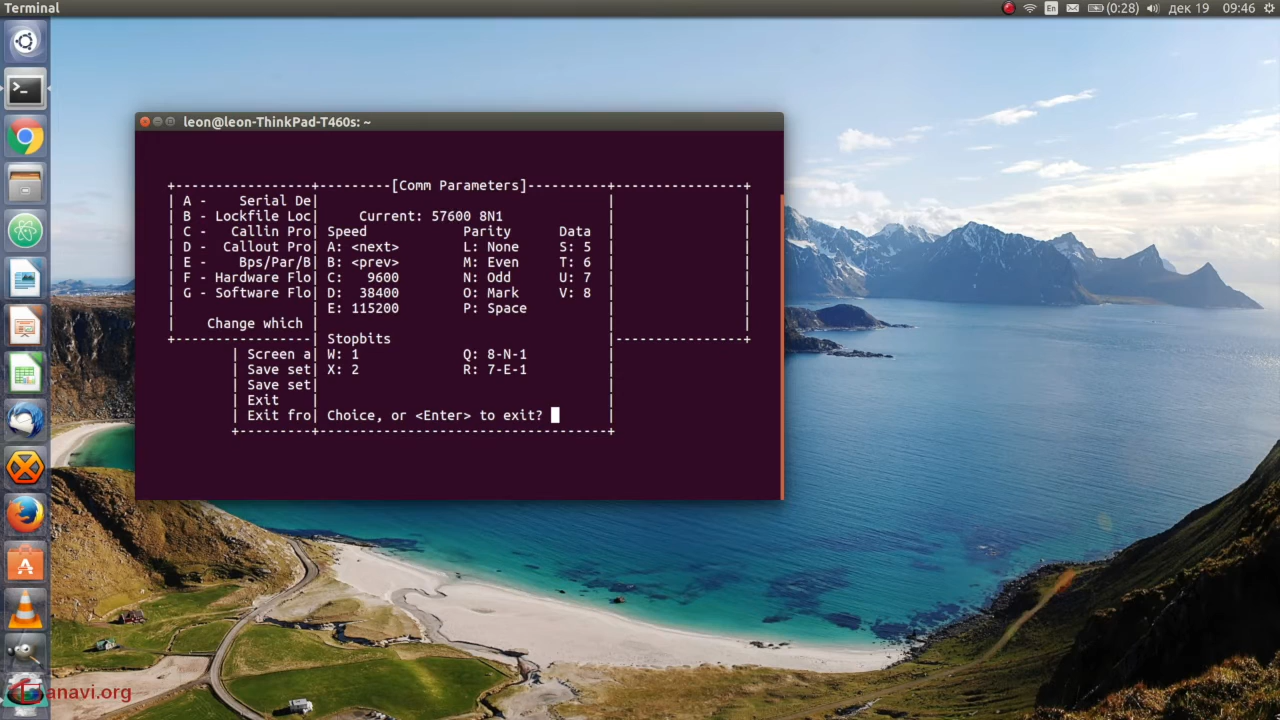 Terminal
En
(0:28)
дек 19
09:46
leon@leon-ThinkPad-T460s: ~
+-----------------+---------[Comm Parameters]----------+----------------+
| A -    Serial De|                                     |                |
| B - Lockfile Loc|     Current: 57600 8N1              |                |
| C -   Callin Pro| Speed            Parity      Data   |                |
| D -  Callout Pro| A: <next>        L: None     S: 5   |                |
| E -    Bps/Par/B| B: <prev>        M: Even     T: 6   |                |
| F - Hardware Flo| C:   9600        N: Odd      U: 7   |                |
| G - Software Flo| D:  38400        O: Mark     V: 8   |                |
|                 | E: 115200        P: Space           |                |
|    Change which |                                     |                |
+-----------------| Stopbits                            |----------------+
| Screen a| W: 1             Q: 8-N-1           |
| Save set| X: 2             R: 7-E-1           |
| Save set|                                     |
| Exit    |                                     |
| Exit fro| Choice, or <Enter> to exit?         |
+---------+-------------------------------------+
anavi.org